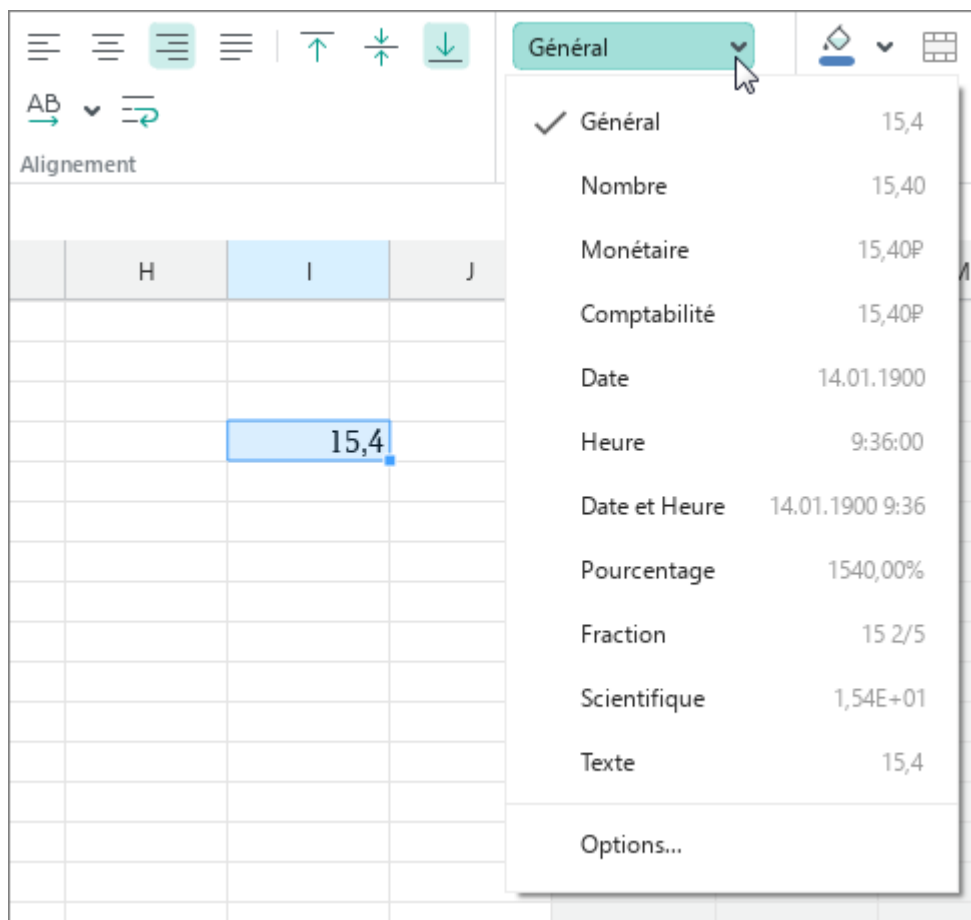 Général
AB
Alignement
Général 15,4
Nombre 15,40
Monétaire 15,40₽
Comptabilité 15,40₽
Date 14.01.1900
Heure 9:36:00
Date et Heure 14.01.1900 9:36
Pourcentage 1540,00%
Fraction 15 2/5
Scientifique 1,54E+01
Texte 15,4
Options...
H I J M
15,4